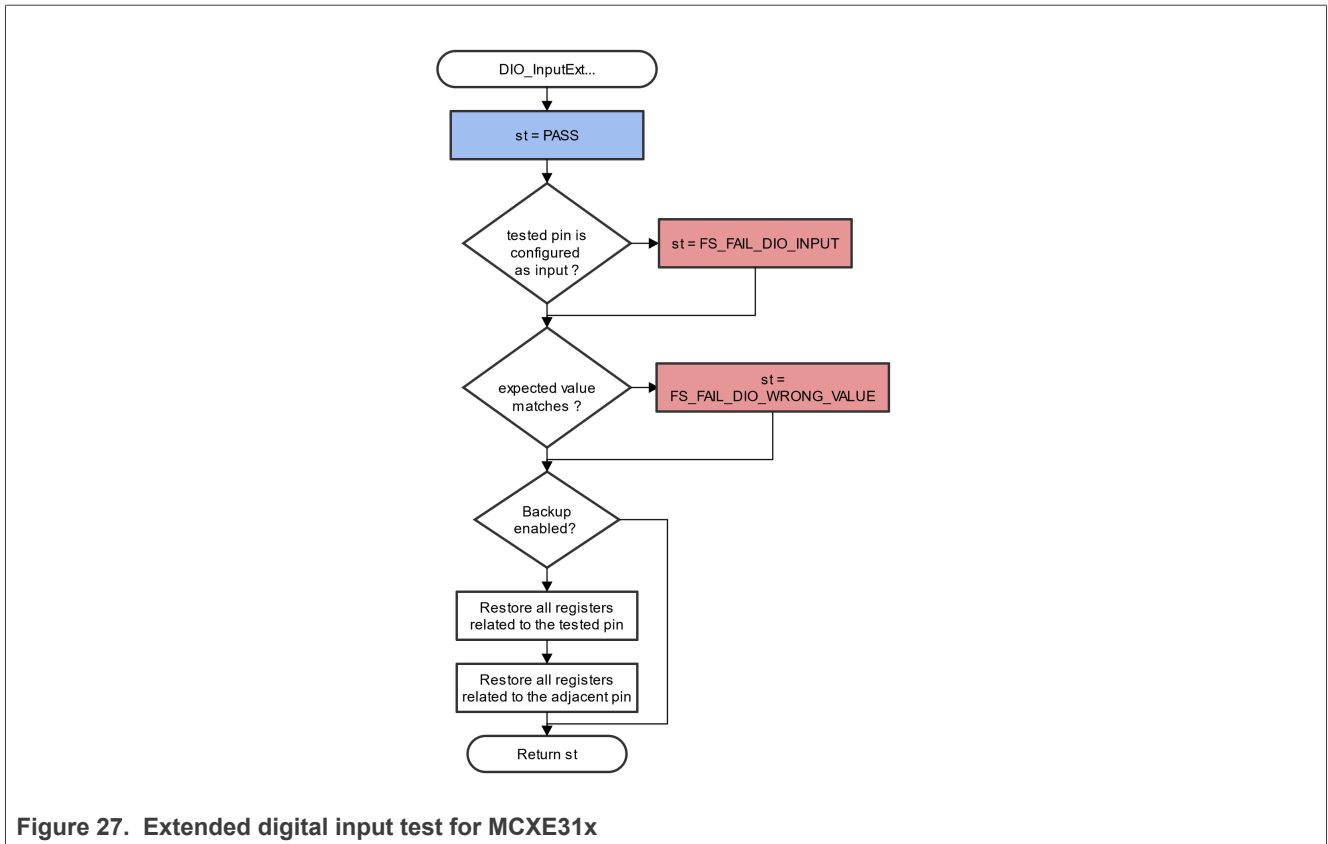 DIO_InputExt...
st = PASS
tested pin is
configured
as input ?
st = FS_FAIL_DIO_INPUT
expected value
matches ?
st =
FS_FAIL_DIO_WRONG_VALUE
Backup
enabled?
Restore all registers
related to the tested pin
Restore all registers
related to the adjacent pin
Return st
Figure 27. Extended digital input test for MCXE31x